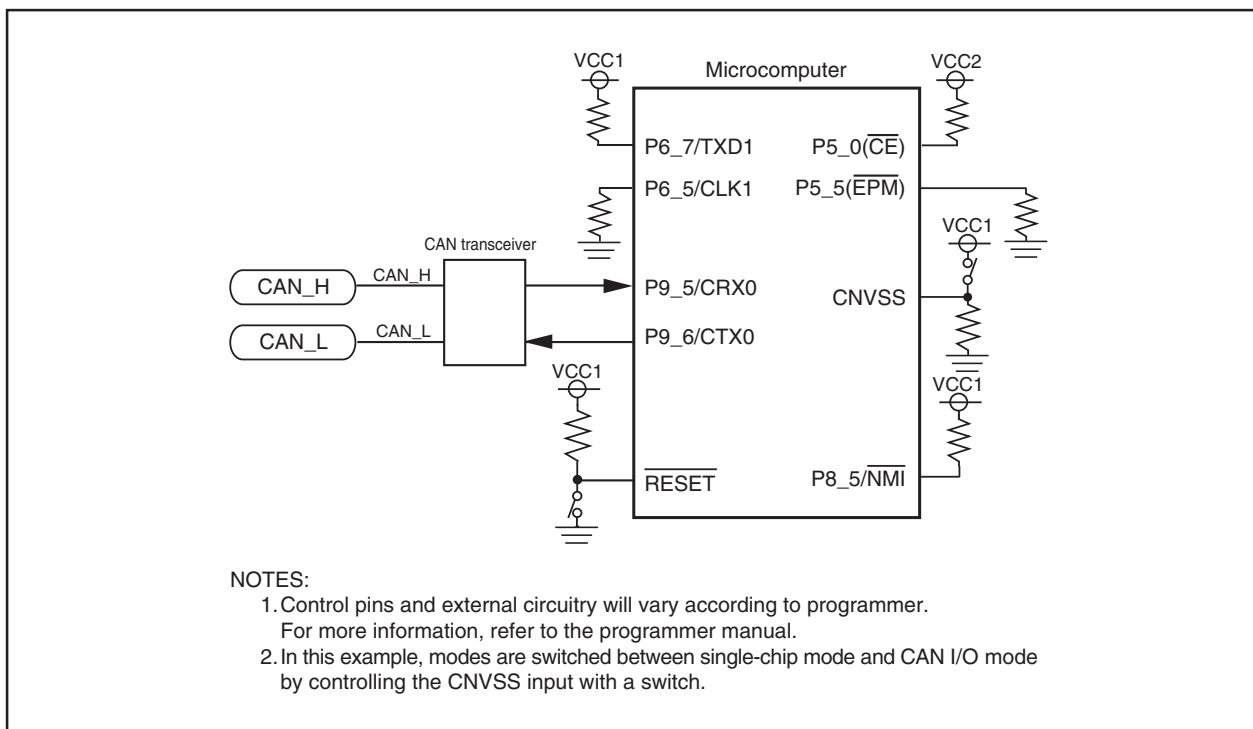 VCC1
Microcomputer
VCC2
P6_7/TXD1
P5_0(CE)
P6_5/CLK1
P5_5(EPM)
VCC1
CAN transceiver
CAN_H
CAN_H
P9_5/CRX0
CNVSS
CAN_L
CAN_L
P9_6/CTX0
VCC1
VCC1
RESET
P8_5/NMI
NOTES:
1. Control pins and external circuitry will vary according to programmer.
For more information, refer to the programmer manual.
2. In this example, modes are switched between single-chip mode and CAN I/O mode
by controlling the CNVSS input with a switch.